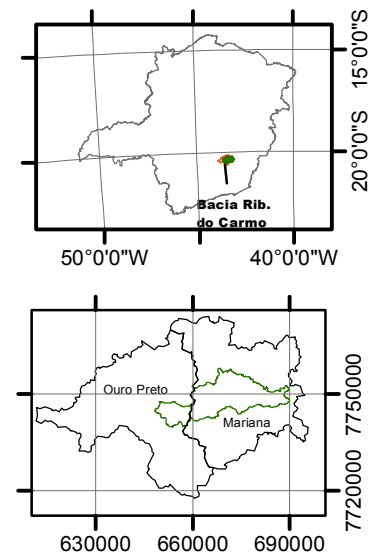 15°0'0"S
20°0'0"S
Bacia Rib.
do Carmo
50°0'0"W
40°0'0"W
Ouro Preto
Mariana
7750000
7720000
630000
660000
690000